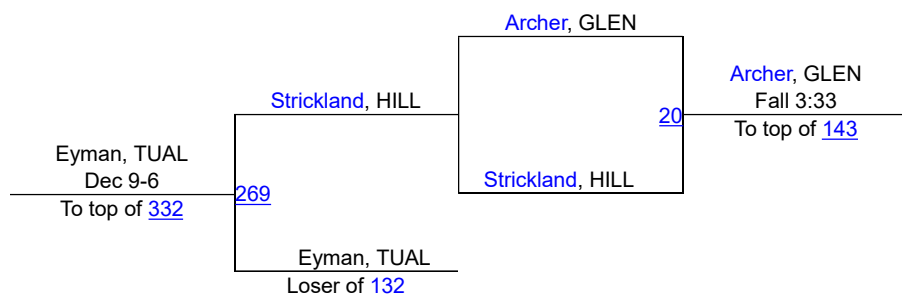 Archer, GLEN
Archer, GLEN
Fall 3:33
To top of 143
20
Strickland, HILL
Strickland, HILL
Eyman, TUAL
Dec 9-6
To top of 332
269
Eyman, TUAL
Loser of 132